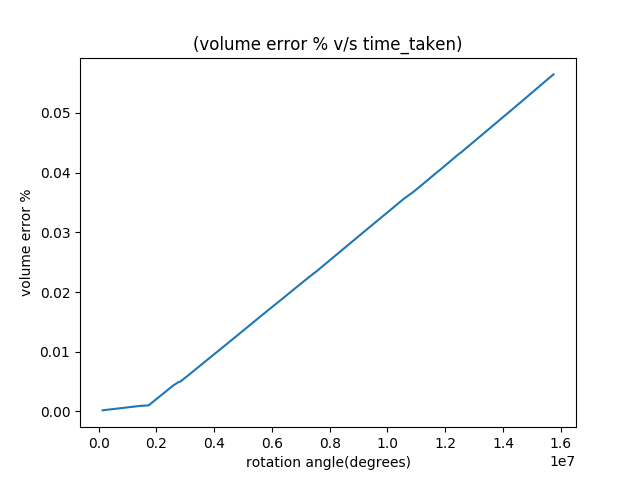 (volume error % v/s time_taken)
volume error %
0.05
0.04
0.03
0.02
0.01
0.00
0.0 0.2 0.4 0.6 0.8 1.0 1.2 1.4 1.6
1e7
rotation angle(degrees)